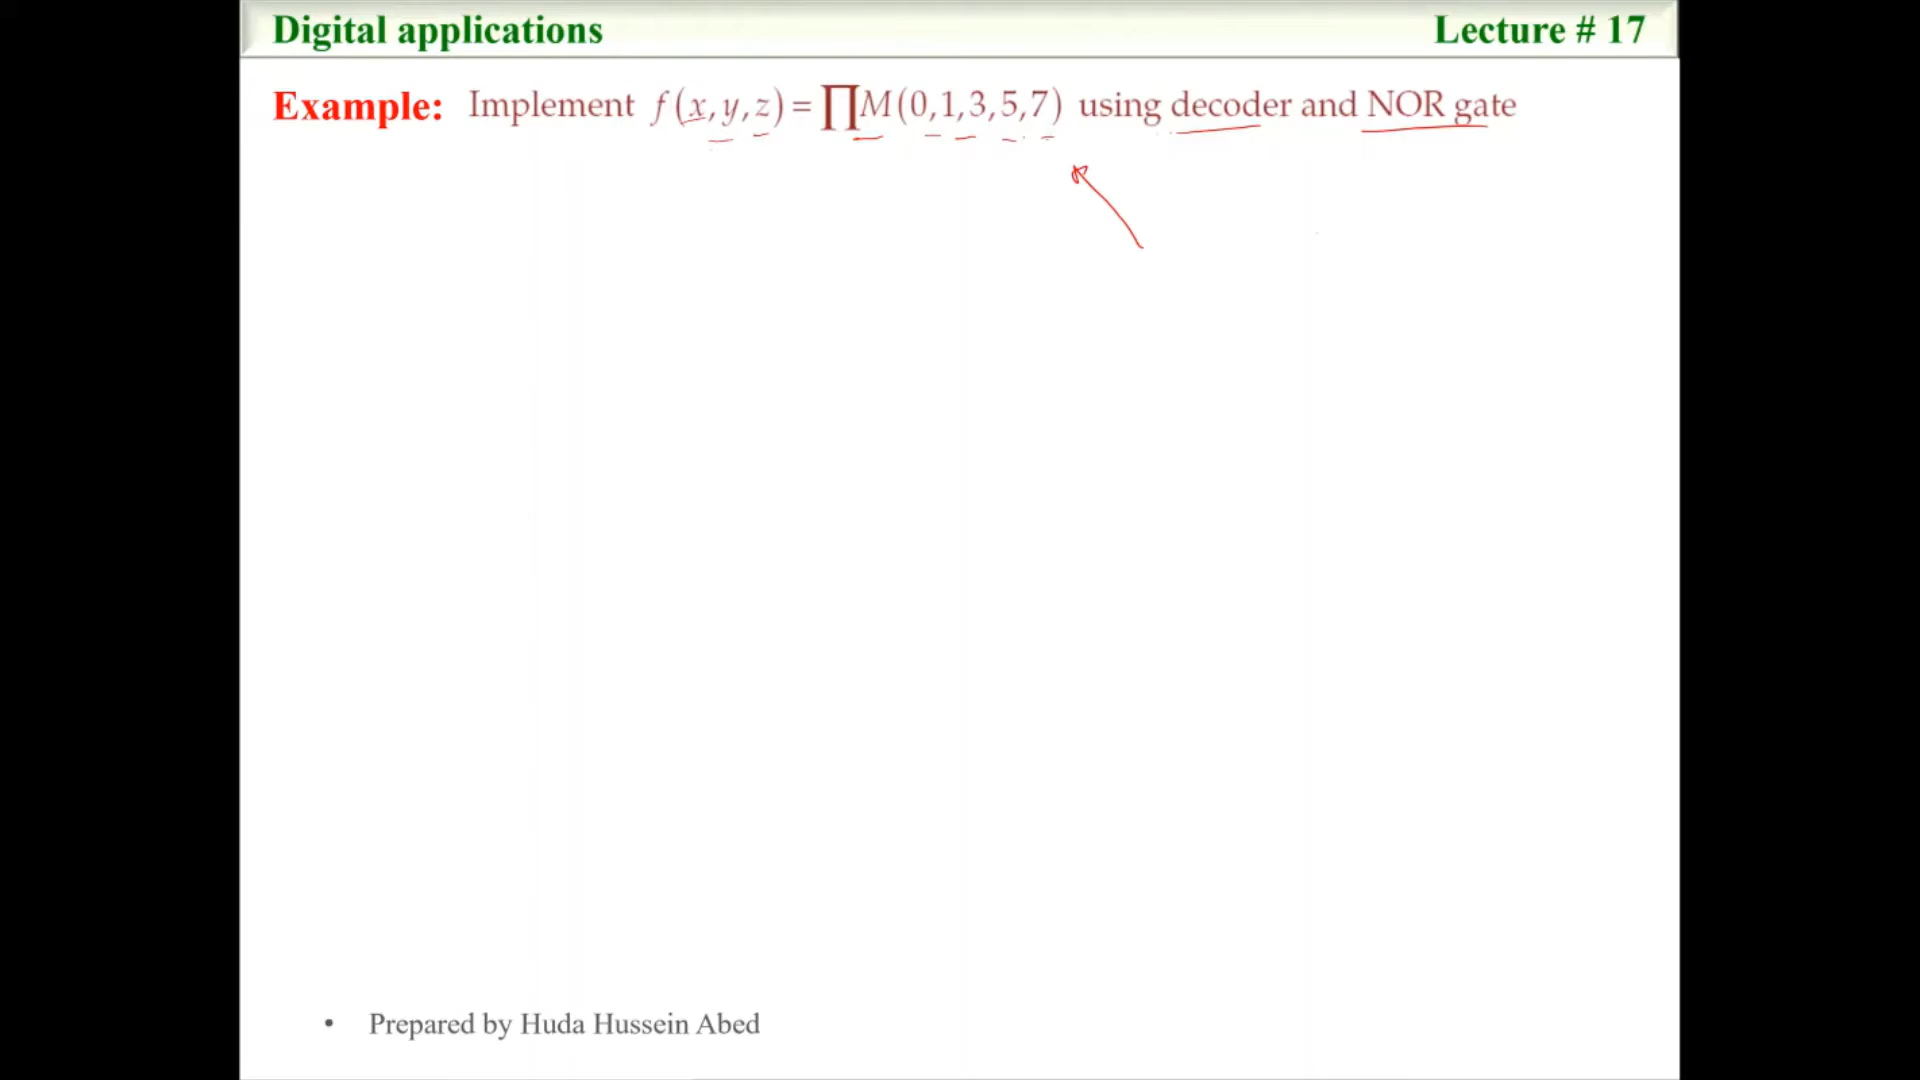 Digital applications Lecture # 17
Example: Implement f(x,y,z)=∏M(0,1,3,5,7) using decoder and NOR gate
• Prepared by Huda Hussein Abed